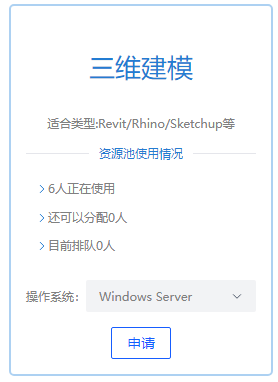 三维建模
适合类型:Revit/Rhino/Sketchup等
资源池使用情况
6人正在使用
还可以分配0人
目前排队0人
操作系统: Windows Server
申请